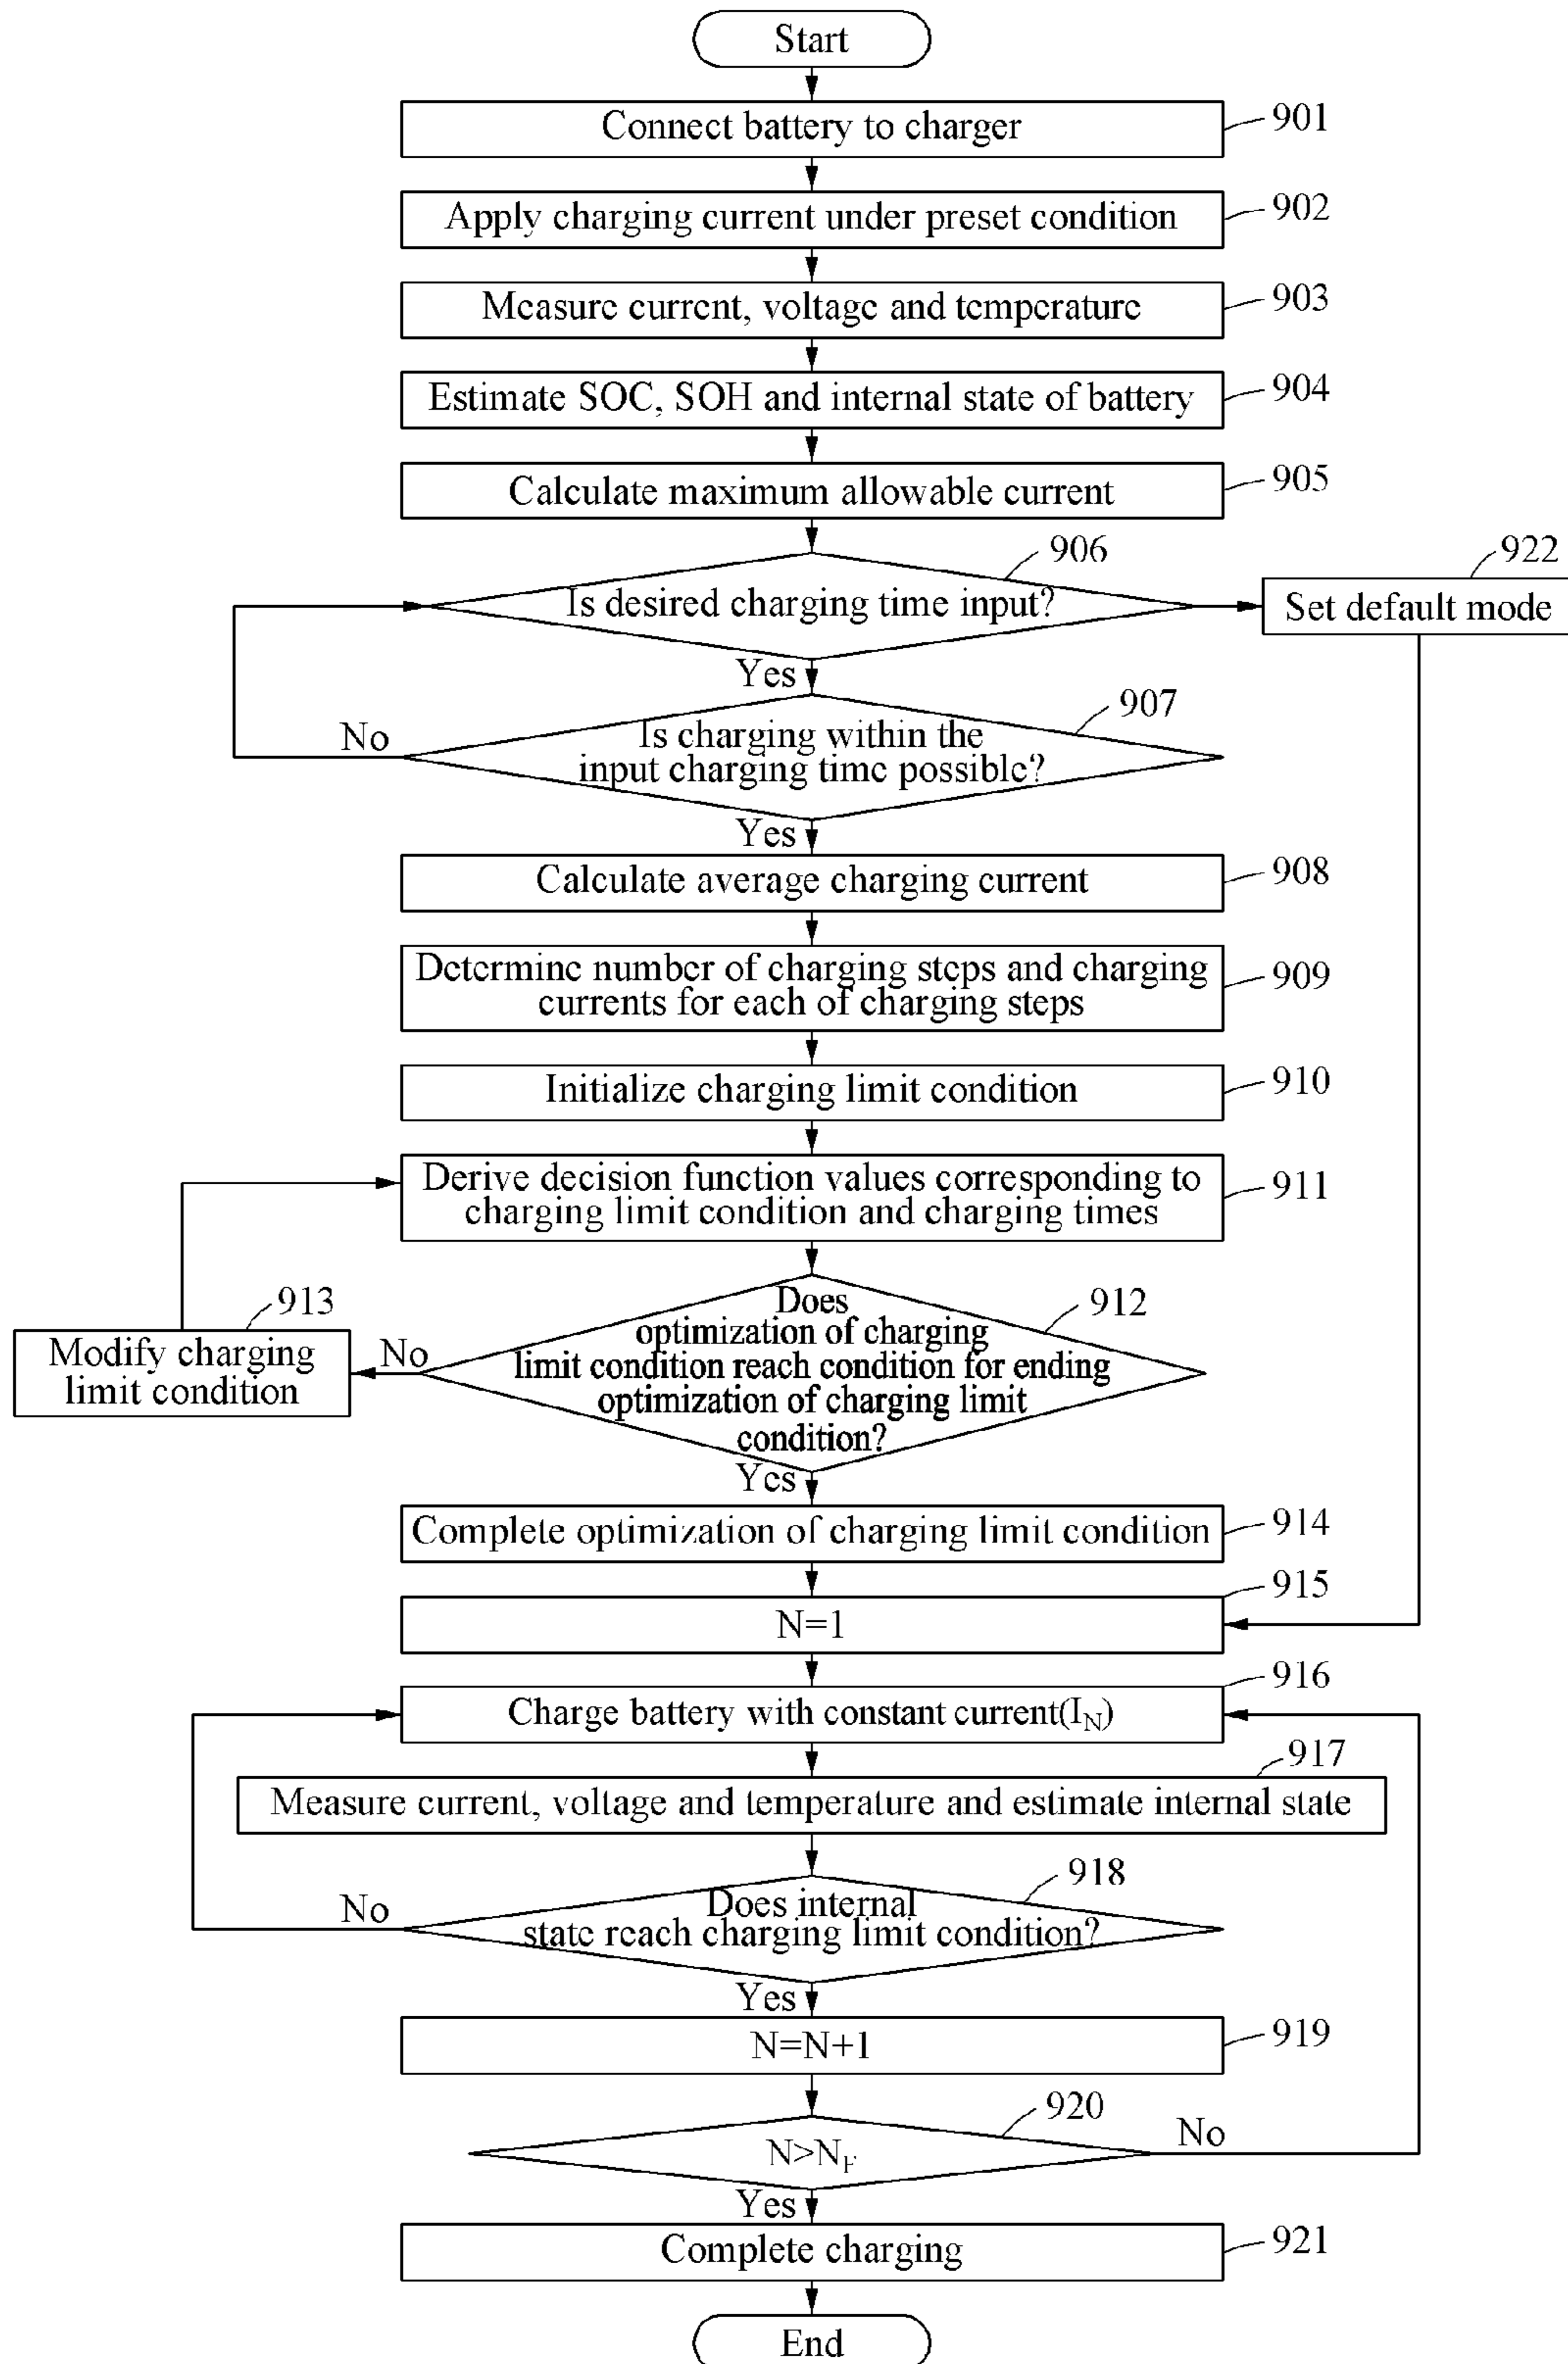 Start
Connect battery to charger
901
Apply charging current under preset condition
902
Measure current, voltage and temperature
903
Estimate SOC, SOH and internal state of battery
904
Calculate maximum allowable current
905
906
Is desired charging time input?
922
Set default mode
Yes
907
Is charging within the
input charging time possible?
No
Yes
Calculate average charging current
908
Determine number of charging steps and charging
currents for each of charging steps
909
Initialize charging limit condition
910
Derive decision function values corresponding to
charging limit condition and charging times
911
912
Does
optimization of charging
limit condition reach condition for ending
optimization of charging limit
condition?
No
913
Modify charging
limit condition
Yes
Complete optimization of charging limit condition
914
915
N=1
916
Charge battery with constant current(I_N)
917
Measure current, voltage and temperature and estimate internal state
918
Does internal
state reach charging limit condition?
No
Yes
N=N+1
919
920
N>N_F
No
Yes
Complete charging
921
End